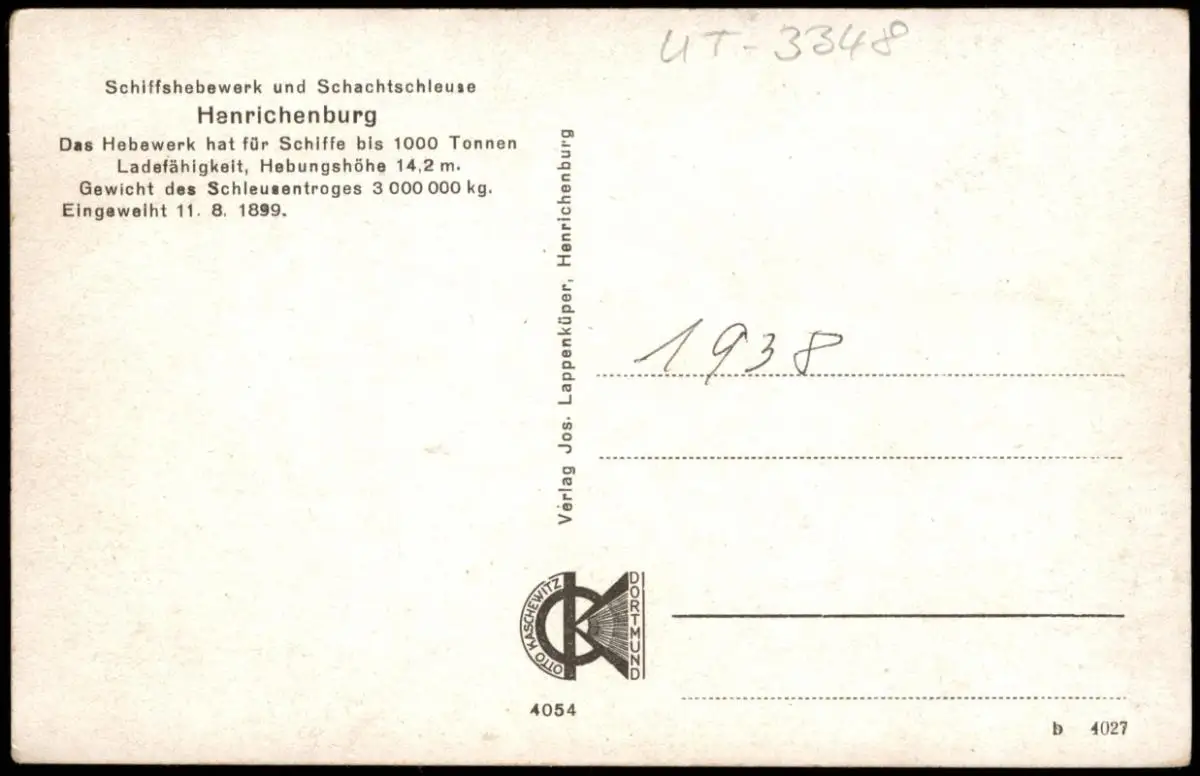 UT-3348
Schiffshebewerk und Schachtschleuse
Henrichenburg
Das Hebewerk hat für Schiffe bis 1000 Tonnen
Ladefähigkeit, Hebungshöhe 14,2 m.
Gewicht des Schleusentroges 3 000 000 kg.
Eingeweiht 11. 8. 1899.
Verlag Jos. Lappenküper, Henrichenburg
1938
OTTO KASCHEWITZ
OK
DORTMUND
4054
b 4027